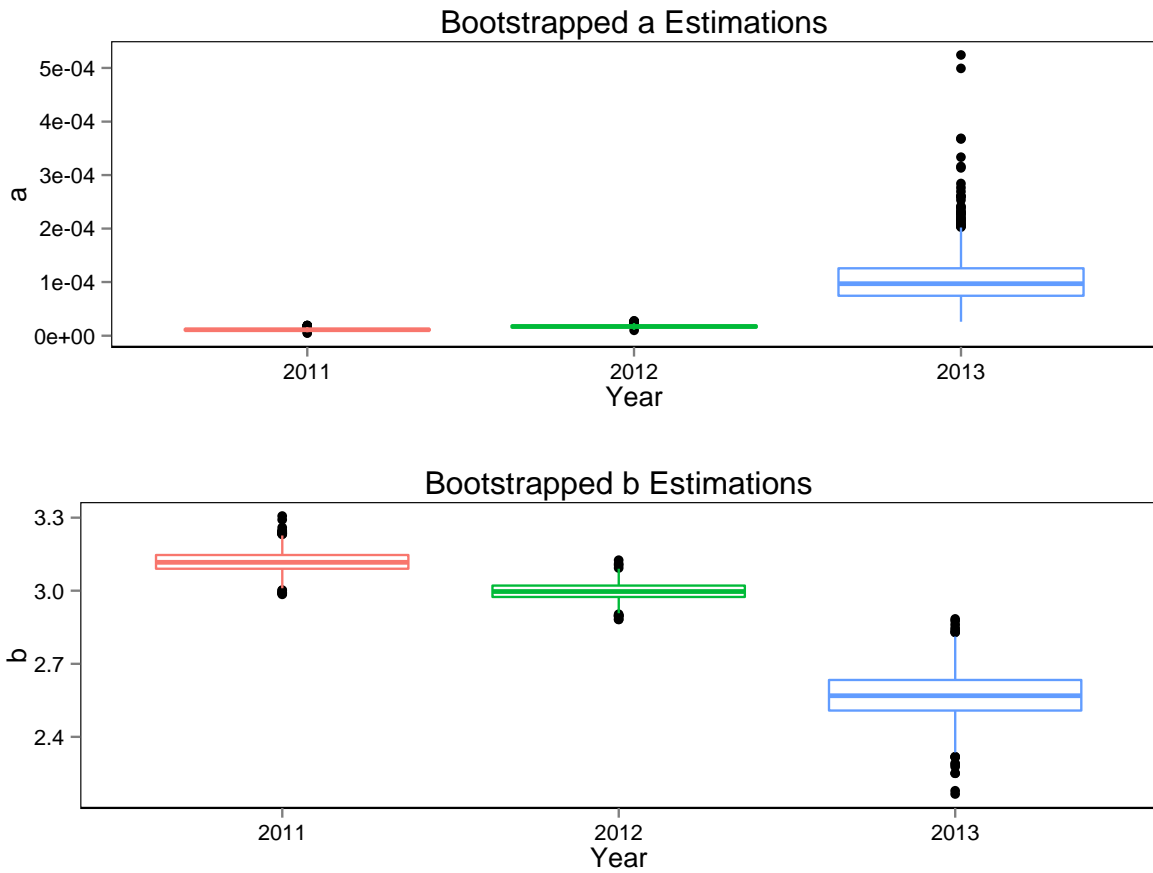 Bootstrapped a Estimations
5e-04
4e-04
3e-04
2e-04
1e-04
0e+00
a
2011 2012 2013
Year
Bootstrapped b Estimations
3.3
3.0
2.7
2.4
b
2011 2012 2013
Year